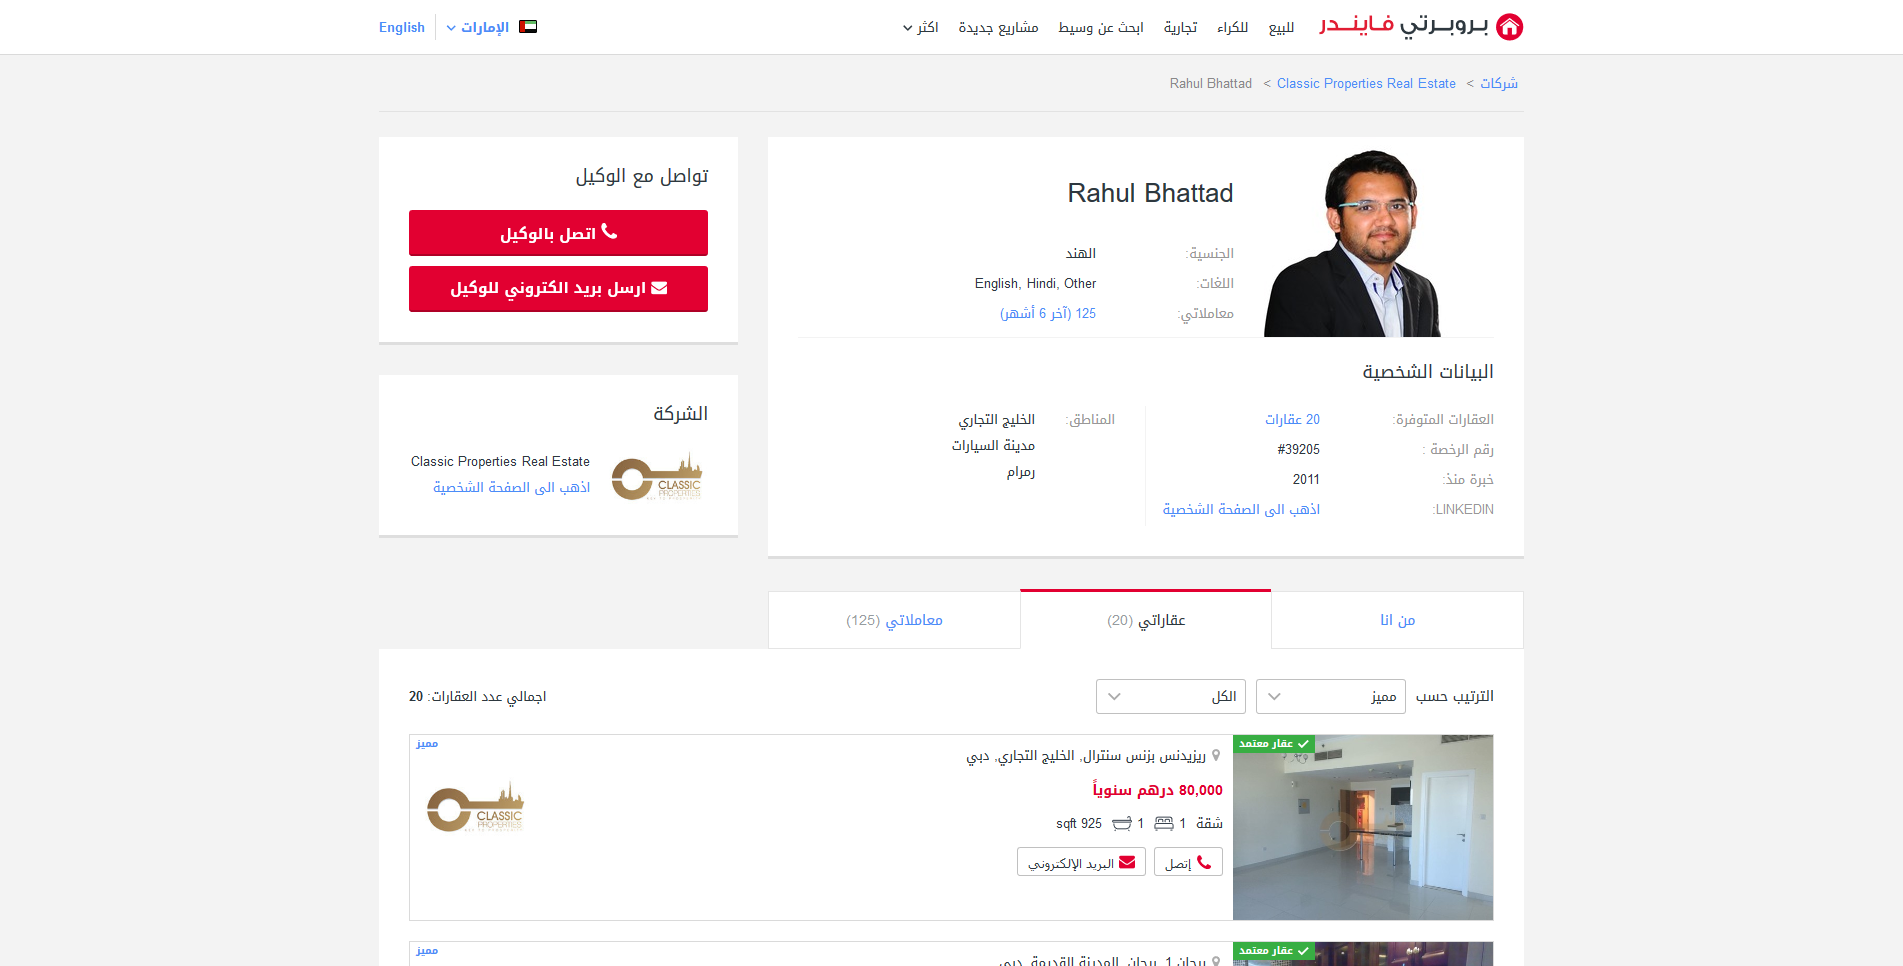 بروبرتي فايندر
للبيع
للكراء
تجارية
ابحث عن وسيط
مشاريع جديدة
اكثر
الإمارات
English
شركات > Classic Properties Real Estate > Rahul Bhattad
Rahul Bhattad
الجنسية: الهند
اللغات: English, Hindi, Other
معاملاتي: 125 (آخر 6 أشهر)
البيانات الشخصية
العقارات المتوفرة: 20 عقارات
رقم الرخصة : 39205#
خبرة منذ: 2011
LINKEDIN: اذهب الى الصفحة الشخصية
المناطق: الخليج التجاري
مدينة السيارات
رمرام
تواصل مع الوكيل
اتصل بالوكيل
ارسل بريد الكتروني للوكيل
الشركة
CLASSIC
PROPERTIES
Classic Properties Real Estate
اذهب الى الصفحة الشخصية
من انا
عقاراتي (20)
معاملاتي (125)
الترتيب حسب
مميز
الكل
اجمالي عدد العقارات: 20
عقار معتمد
ريزيدنس بزنس سنترال, الخليج التجاري, دبي
80,000 درهم سنوياً
شقة 1 1 925 sqft
إتصل
البريد الإلكتروني
مميز
CLASSIC
PROPERTIES
عقار معتمد
ريحان 1, ريحان, المدينة القديمة, دبي
مميز